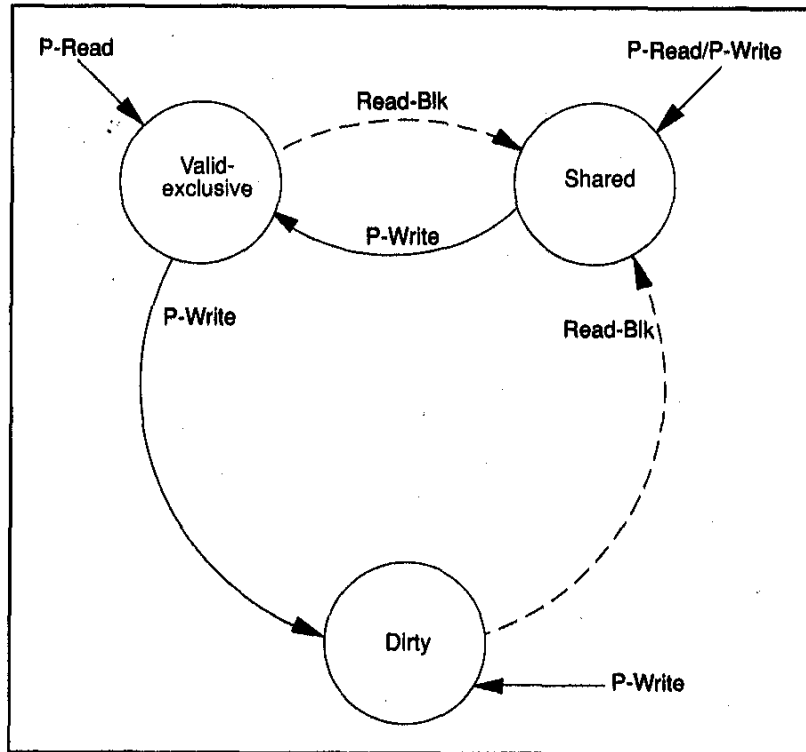 P-Read
P-Read/P-Write
Read-Blk
Valid-
exclusive
Shared
P-Write
P-Write
Read-Blk
Dirty
P-Write